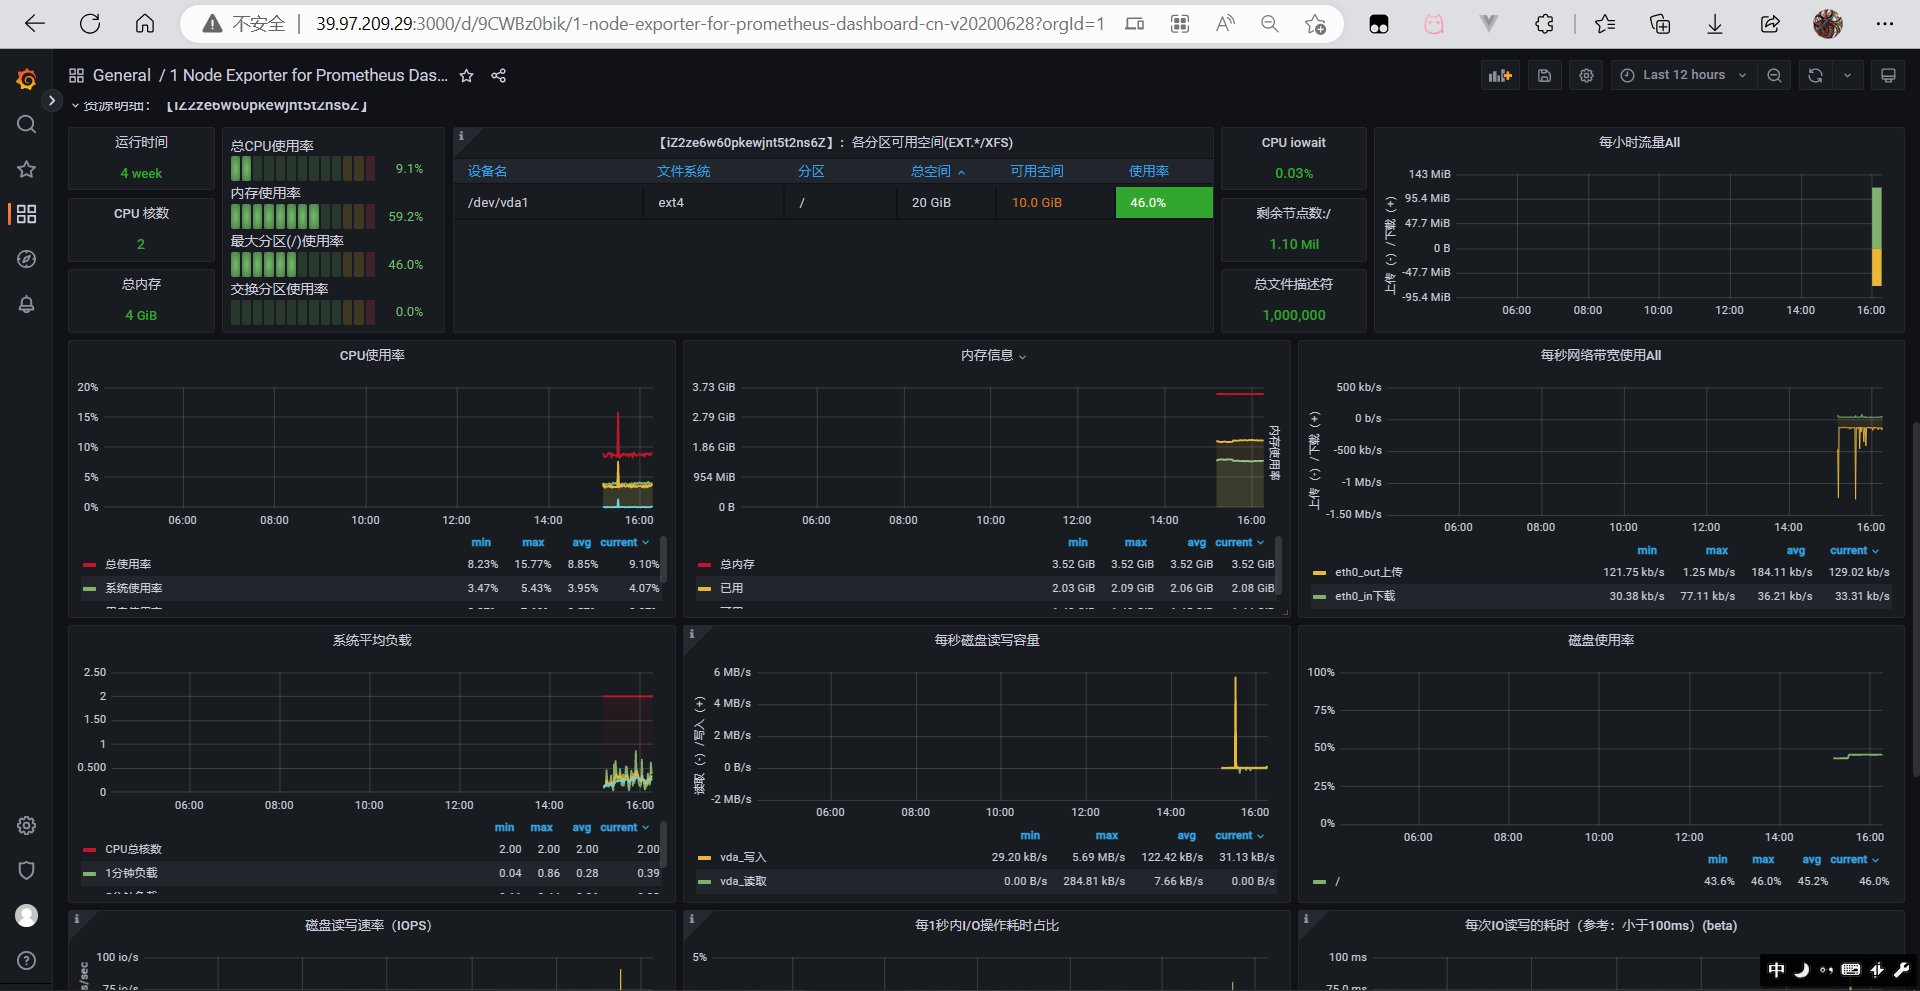 不安全 39.97.209.29:3000/d/9CWBz0bik/1-node-exporter-for-prometheus-dashboard-cn-v20200628?orgId=1
General / 1 Node Exporter for Prometheus Das...
Last 12 hours
资源明细：【iZ2ze6w60pkewjnt5t2ns6Z】
运行时间
4 week
CPU 核数
2
总内存
4 GiB
总CPU使用率
9.1%
内存使用率
59.2%
最大分区(/)使用率
46.0%
交换分区使用率
0.0%
【iZ2ze6w60pkewjnt5t2ns6Z】：各分区可用空间(EXT.*/XFS)
设备名 文件系统 分区 总空间 可用空间 使用率
/dev/vda1 ext4 / 20 GiB 10.0 GiB 46.0%
CPU iowait
0.03%
剩余节点数:/
1.10 Mil
总文件描述符
1,000,000
每小时流量All
上传（-）/下载（+）
143 MiB
95.4 MiB
47.7 MiB
0 B
-47.7 MiB
-95.4 MiB
06:00 08:00 10:00 12:00 14:00 16:00
CPU使用率
20%
15%
10%
5%
0%
06:00 08:00 10:00 12:00 14:00 16:00
min max avg current
总使用率 8.23% 15.77% 8.85% 9.10%
系统使用率 3.47% 5.43% 3.95% 4.07%
内存信息
3.73 GiB
2.79 GiB
1.86 GiB
954 MiB
0 B
内存使用率
06:00 08:00 10:00 12:00 14:00 16:00
min max avg current
总内存 3.52 GiB 3.52 GiB 3.52 GiB 3.52 GiB
已用 2.03 GiB 2.09 GiB 2.06 GiB 2.08 GiB
每秒网络带宽使用All
上传（-）/下载（+）
500 kb/s
0 b/s
-500 kb/s
-1 Mb/s
-1.50 Mb/s
06:00 08:00 10:00 12:00 14:00 16:00
min max avg current
eth0_out上传 121.75 kb/s 1.25 Mb/s 184.11 kb/s 129.02 kb/s
eth0_in下载 30.38 kb/s 77.11 kb/s 36.21 kb/s 33.31 kb/s
系统平均负载
2.50
2
1.50
1
0.500
0
06:00 08:00 10:00 12:00 14:00 16:00
min max avg current
CPU总核数 2.00 2.00 2.00 2.00
1分钟负载 0.04 0.86 0.28 0.39
每秒磁盘读写容量
读取（-）/写入（+）
6 MB/s
4 MB/s
2 MB/s
0 B/s
-2 MB/s
06:00 08:00 10:00 12:00 14:00 16:00
min max avg current
vda_写入 29.20 kB/s 5.69 MB/s 122.42 kB/s 31.13 kB/s
vda_读取 0.00 B/s 284.81 kB/s 7.66 kB/s 0.00 B/s
磁盘使用率
100%
75%
50%
25%
0%
06:00 08:00 10:00 12:00 14:00 16:00
min max avg current
/ 43.6% 46.0% 45.2% 46.0%
磁盘读写速率（IOPS）
100 io/s
75 io/s
每1秒内I/O操作耗时占比
5%
每次IO读写的耗时（参考：小于100ms）(beta)
100 ms
75.0 ms
中